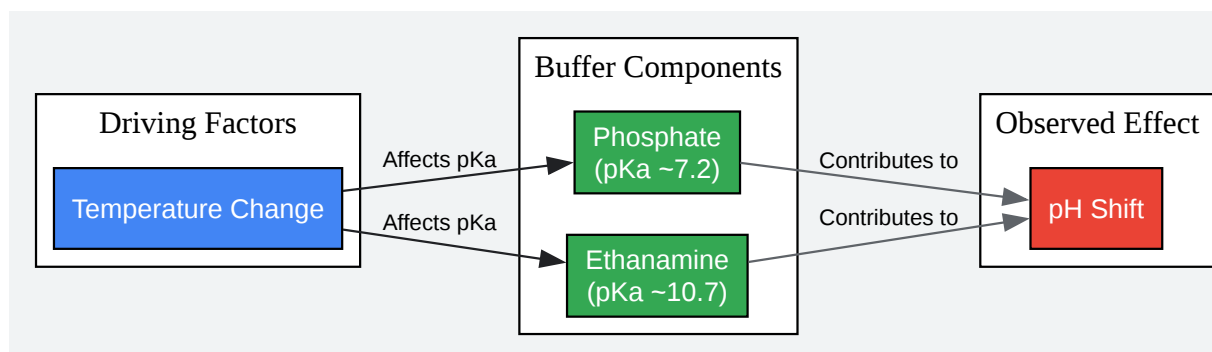 Driving Factors
Temperature Change
Affects pKa
Affects pKa
Buffer Components
Phosphate
(pKa ~7.2)
Ethanamine
(pKa ~10.7)
Contributes to
Contributes to
Observed Effect
pH Shift